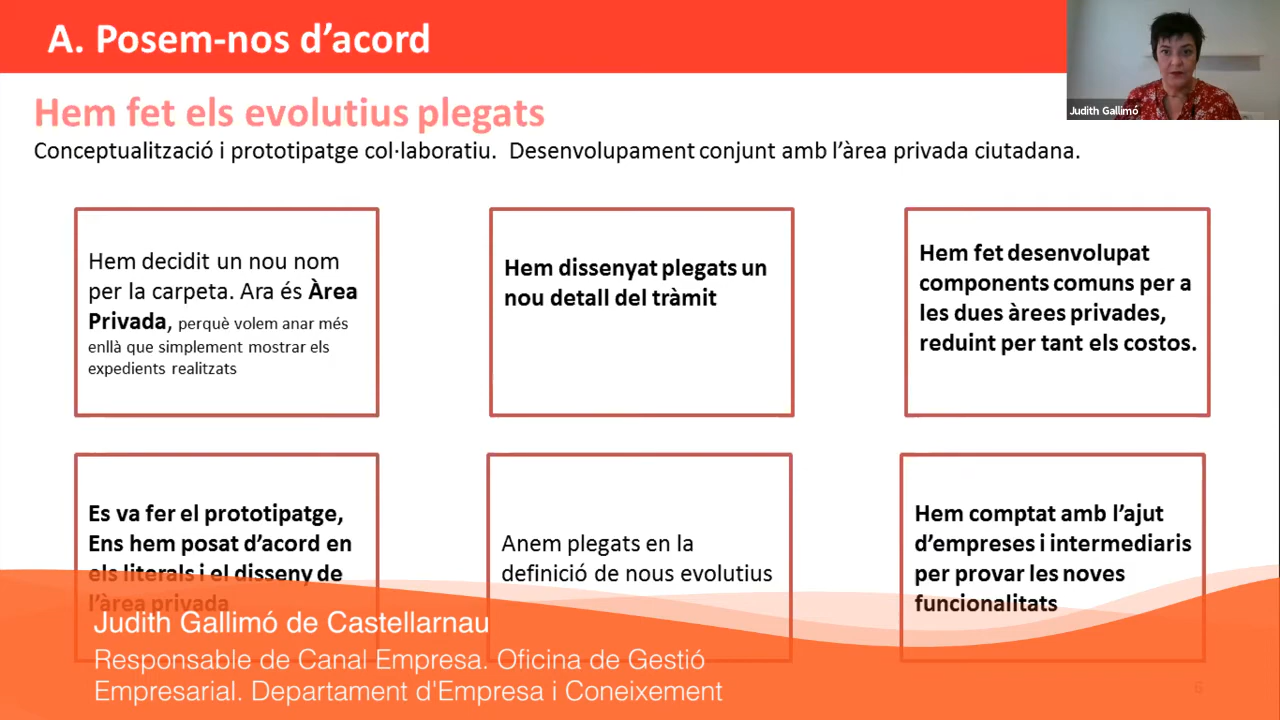 A. Posem-nos d’acord
Judith Gallimó
Hem fet els evolutius plegats
Conceptualització i prototipatge col·laboratiu.  Desenvolupament conjunt amb l’àrea privada ciutadana.
Hem decidit un nou nom
per la carpeta. Ara és Àrea
Privada, perquè volem anar més
enllà que simplement mostrar els
expedients realitzats
Hem dissenyat plegats un
nou detall del tràmit
Hem fet desenvolupat
components comuns per a
les dues àrees privades,
reduint per tant els costos.
Es va fer el prototipatge,
Ens hem posat d’acord en
els literals i el disseny de
l’àrea privada
Anem plegats en la
definició de nous evolutius
Hem comptat amb l’ajut
d’empreses i intermediaris
per provar les noves
funcionalitats
Judith Gallimó de Castellarnau
Responsable de Canal Empresa. Oficina de Gestió
Empresarial. Departament d'Empresa i Coneixement
6